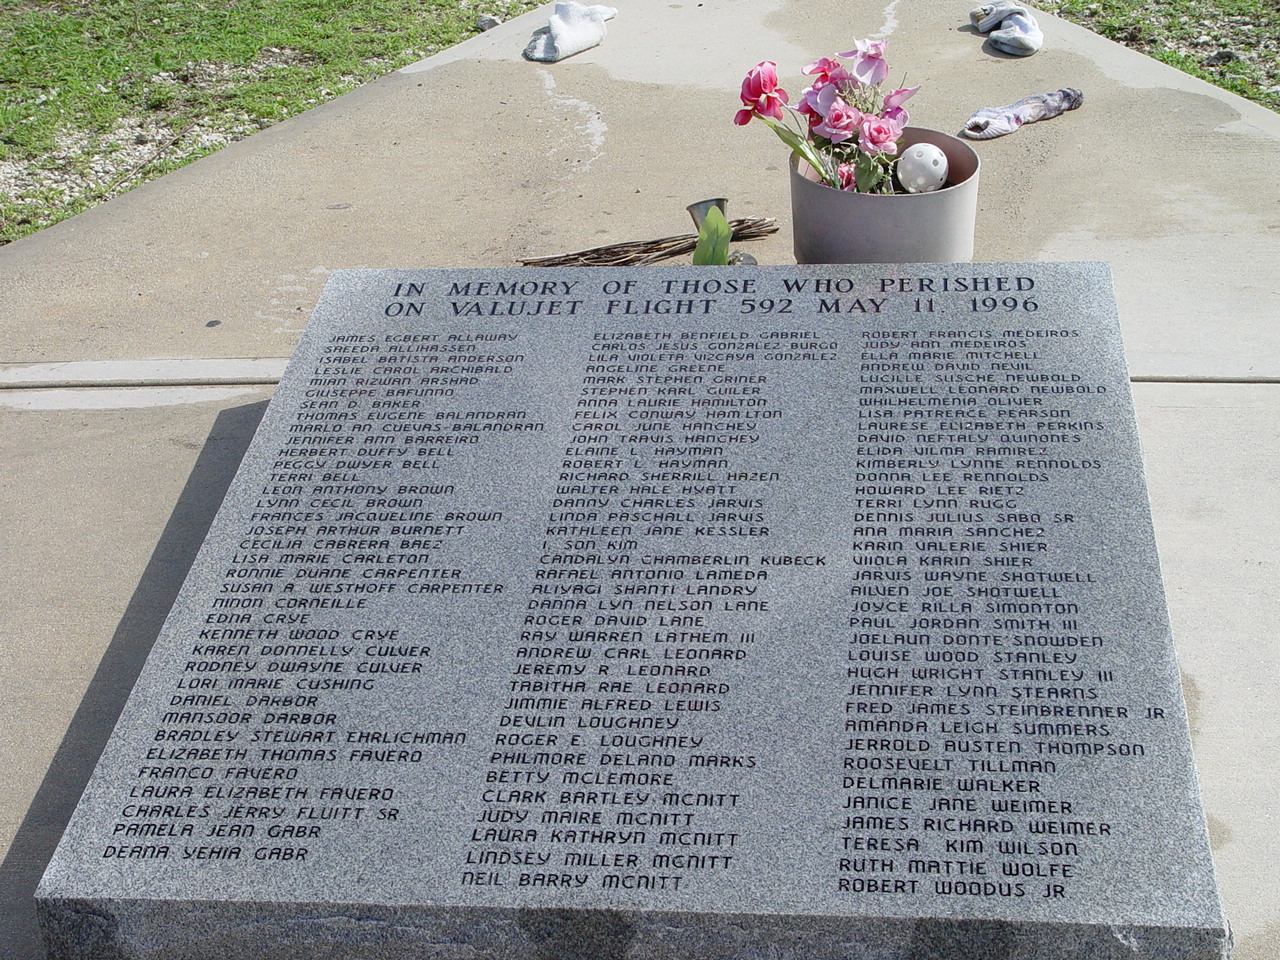 IN MEMORY OF THOSE WHO PERISHED
ON VALUJET FLIGHT 592 MAY 11, 1996
JAMES EGBERT ALLAWAY
SAEEDA ALLIHASSEN
ISABEL BATISTA ANDERSON
LESLIE CAROL ARCHIBALD
MIAN RIZWAN ARSHAD
GIUSEPPE BAFUNNO
SEAN D. BAKER
THOMAS EUGENE BALANDRAN
MARLO AN CUEVAS-BALANDRAN
JENNIFER ANN BARREIRO
HERBERT DUFFY BELL
PEGGY DWYER BELL
TERRI BELL
LEON ANTHONY BROWN
LYNN CECIL BROWN
FRANCES JACQUELINE BROWN
JOSEPH ARTHUR BURNETT
CECILIA CABRERA BAEZ
LISA MARIE CARLETON
RONNIE DUANE CARPENTER
SUSAN A. WESTHOFF CARPENTER
NINON CORNEILLE
EDNA CRYE
KENNETH WOOD CRYE
KAREN DONNELLY CULVER
RODNEY DWAYNE CULVER
LORI MARIE CUSHING
DANIEL DARBOR
MANSOOR DARBOR
BRADLEY STEWART EHRLICHMAN
ELIZABETH THOMAS FAVERO
FRANCO FAVERO
LAURA ELIZABETH FAVERO
CHARLES JERRY FLUITT SR
PAMELA JEAN GABR
DEANA YEHIA GABR
ELIZABETH BENFIELD GABRIEL
CARLOS JESUS GONZALEZ-BURGO
LILA VIOLETA VIZCAYA GONZALEZ
ANGELINE GREENE
MARK STEPHEN GRINER
STEPHEN KARL GUILER
ANNA LAURIE HAMILTON
FELIX CONWAY HAMILTON
CAROL JUNE HANCHEY
JOHN TRAVIS HANCHEY
ELAINE L. HAYMAN
ROBERT L. HAYMAN
RICHARD SHERRILL HAZEN
WALTER HALE HYATT
DANNY CHARLES JARVIS
LINDA PASCHALL JARVIS
KATHLEEN JANE KESSLER
I. SON KIM
CANDALYN CHAMBERLIN KUBECK
RAFAEL ANTONIO LAMEDA
ALIYAGI SHANTI LANDRY
DANNA LYN NELSON LANE
ROGER DAVID LANE
RAY WARREN LATHEM III
ANDREW CARL LEONARD
JEREMY R. LEONARD
TABITHA RAE LEONARD
JIMMIE ALFRED LEWIS
DEVLIN LOUGHNEY
ROGER E. LOUGHNEY
PHILMORE DELANO MARKS
BETTY MCLEMORE
CLARK BARTLEY MCNITT
JUDY MAIRE MCNITT
LAURA KATHRYN MCNITT
LINDSEY MILLER MCNITT
NEIL BARRY MCNITT
ROBERT FRANCIS MEDEIROS
JUDY-ANN MEDEIROS
ELLA MARIE MITCHELL
ANDREW DAVID NEVIL
LUCILLE SUSCHE NEWBOLD
MAXWELL LEONARD NEWBOLD
WHILHELMENIA OLIVER
LISA PATREACE PEARSON
LAURESE ELIZABETH PERKINS
DAVID NEFTALY QUINONES
ELIDA VILMA RAMIREZ
KIMBERLY LYNNE RENNOLDS
DONNA LEE RENNOLDS
HOWARD LEE RIETZ
TERRI LYNN RUGG
DENNIS JULIUS SABO SR
ANA MARIA SANCHEZ
KARIN VALERIE SHIER
VIOLA KARIN SHIER
JARVIS WAYNE SHOTWELL
AILVEN JOE SHOTWELL
JOYCE RILLA SIMONTON
PAUL JORDAN SMITH III
JOELAUN DONTE'SNOWDEN
LOUISE WOOD STANLEY
HUGH WRIGHT STANLEY III
JENNIFER LYNN STEARNS
FRED JAMES STEINBRENNER JR
AMANDA LEIGH SUMMERS
JERROLD AUSTEN THOMPSON
ROOSEVELT TILLMAN
DELMARIE WALKER
JANICE JANE WEIMER
JAMES RICHARD WEIMER
TERESA KIM WILSON
RUTH MATTIE WOLFE
ROBERT WOODUS JR